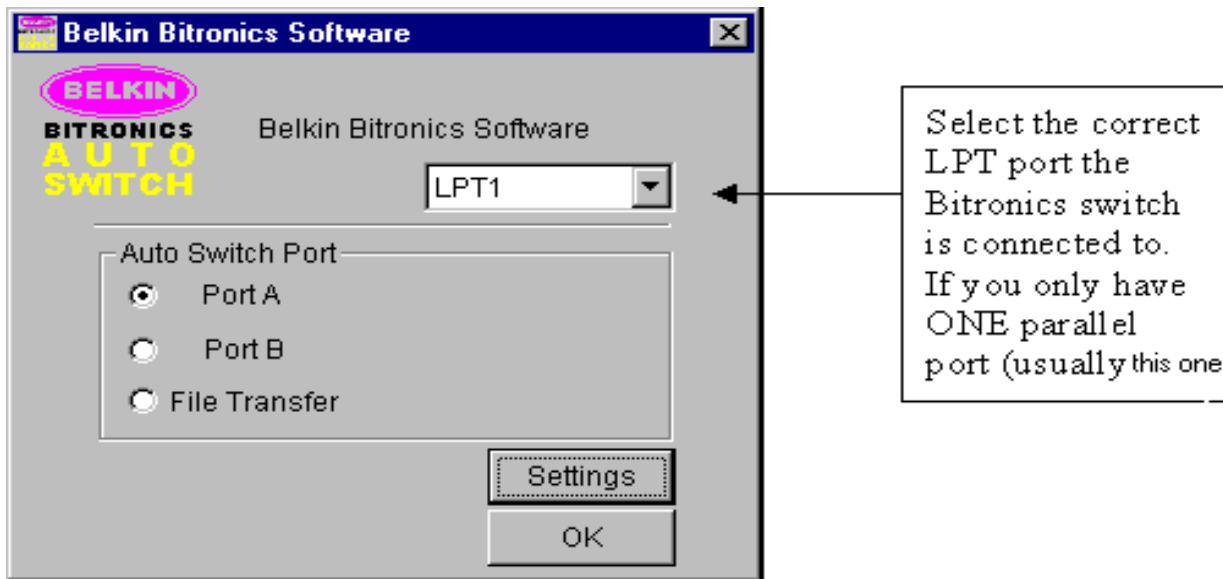 Belkin Bitronics Software
BELKIN
BITRONICS
AUTO
SWITCH
Belkin Bitronics Software
LPT1
Auto Switch Port
Port A
Port B
File Transfer
Settings
OK
Select the correct
LPT port the
Bitronics switch
is connected to.
If you only have
ONE parallel
port (usually this one